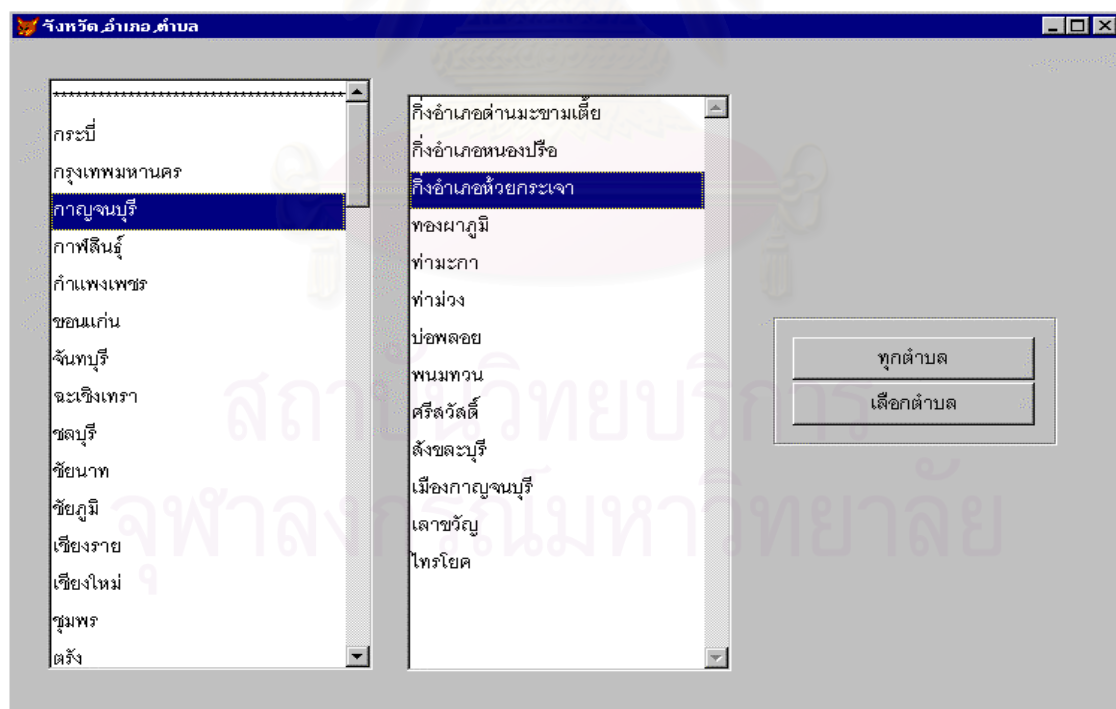 จังหวัด,อำเภอ,ตำบล
****************************************
กระบี่
กรุงเทพมหานคร
กาญจนบุรี
กาฬสินธุ์
กำแพงเพชร
ขอนแก่น
จันทบุรี
ฉะเชิงเทรา
ชลบุรี
ชัยนาท
ชัยภูมิ
เชียงราย
เชียงใหม่
ชุมพร
ตรัง
กิ่งอำเภอด่านมะขามเตี้ย
กิ่งอำเภอหนองปรือ
กิ่งอำเภอห้วยกระเจา
ทองผาภูมิ
ท่ามะกา
ท่าม่วง
บ่อพลอย
พนมทวน
ศรีสวัสดิ์
สังขละบุรี
เมืองกาญจนบุรี
เลาขวัญ
ไทรโยค
ทุกตำบล
เลือกตำบล
สถาบันวิทยบริการ
จุฬาลงกรณ์มหาวิทยาลัย